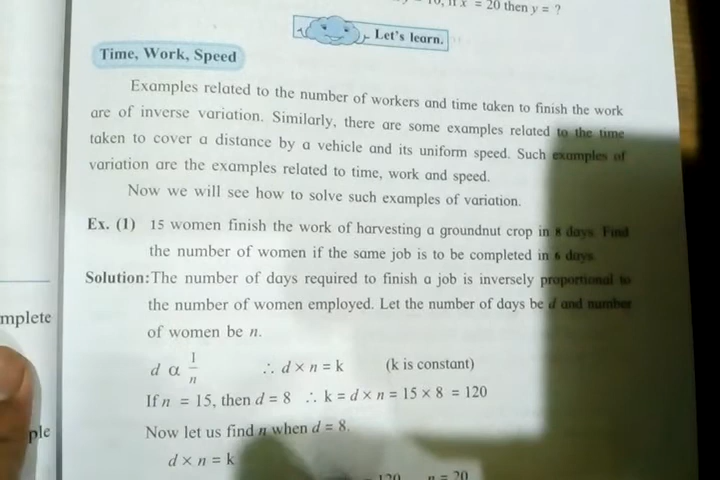 10, if x = 20 then y = ?
Let's learn.
Time, Work, Speed
Examples related to the number of workers and time taken to finish the work
are of inverse variation. Similarly, there are some examples related to the time
taken to cover a distance by a vehicle and its uniform speed. Such examples of
variation are the examples related to time, work and speed.
Now we will see how to solve such examples of variation.
Ex. (1) 15 women finish the work of harvesting a groundnut crop in 8 days. Find
the number of women if the same job is to be completed in 6 days.
Solution: The number of days required to finish a job is inversely proportional to
the number of women employed. Let the number of days be d and number
mplete
of women be n.
d α 1/n ∴ d × n = k (k is constant)
If n = 15, then d = 8 ∴ k = d × n = 15 × 8 = 120
ple
Now let us find n when d = 8.
d × n = k
120 n = 20